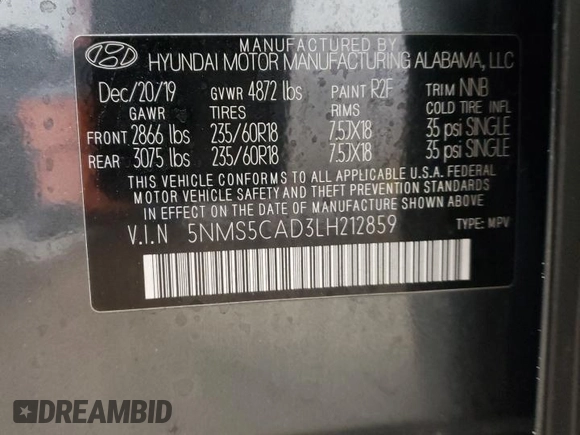 MANUFACTURED BY
HYUNDAI MOTOR MANUFACTURING ALABAMA, LLC
Dec/20/19 GVWR 4872 lbs PAINT R2F TRIM NNB
GAWR TIRES RIMS COLD TIRE INFL
FRONT 2866 lbs 235/60R18 7.5JX18 35 psi SINGLE
REAR 3075 lbs 235/60R18 7.5JX18 35 psi SINGLE
THIS VEHICLE CONFORMS TO ALL APPLICABLE U.S.A. FEDERAL
MOTOR VEHICLE SAFETY AND THEFT PREVENTION STANDARDS
IN EFFECT ON THE DATE OF MANUFACTURE SHOWN ABOVE.
V.I.N 5NMS5CAD3LH212859 TYPE: MPV
DREAMBID